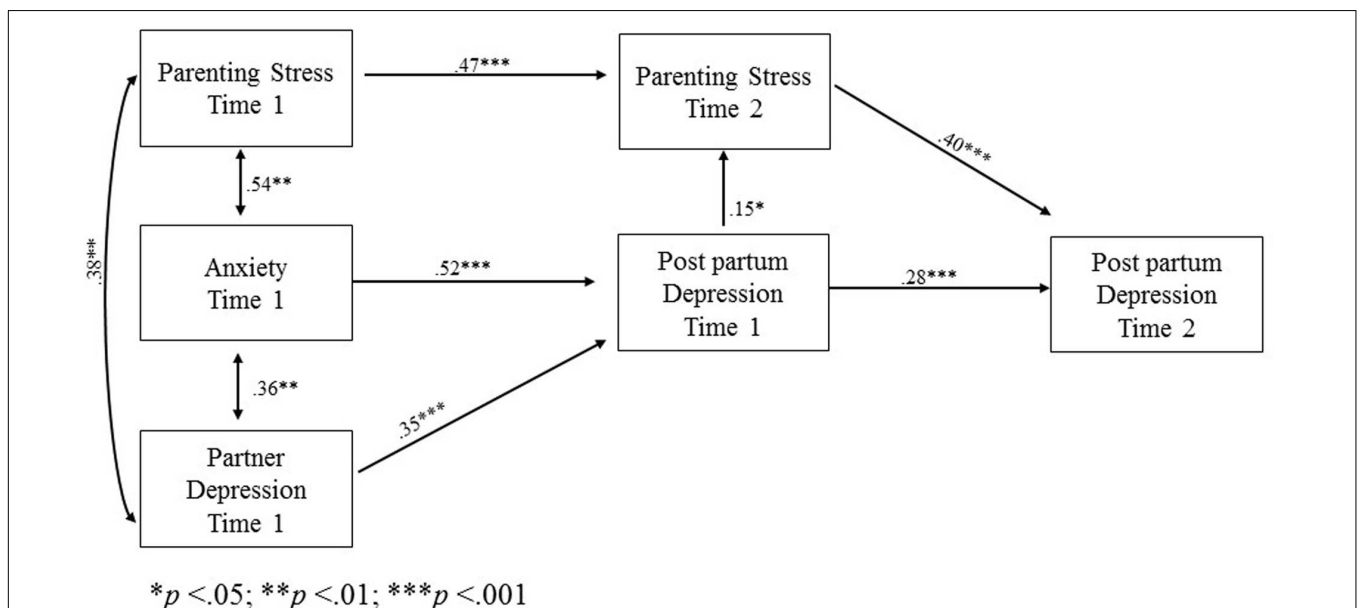 Parenting Stress
Time 1
.47***
Parenting Stress
Time 2
.40***
.54**
.15*
.38**
Anxiety
Time 1
.52***
Post partum
Depression
Time 1
.28***
Post partum
Depression
Time 2
.36**
.35***
Partner
Depression
Time 1
*p <.05; **p <.01; ***p <.001